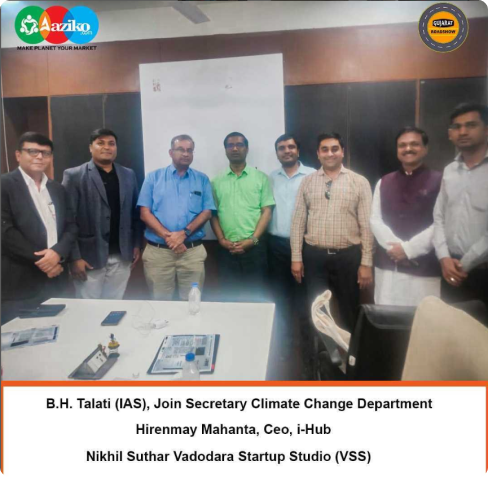 Aaziko.com
MAKE PLANET YOUR MARKET
GUJARAT
ROADSHOW
B.H. Talati (IAS), Join Secretary Climate Change Department
Hirenmay Mahanta, Ceo, i-Hub
Nikhil Suthar Vadodara Startup Studio (VSS)